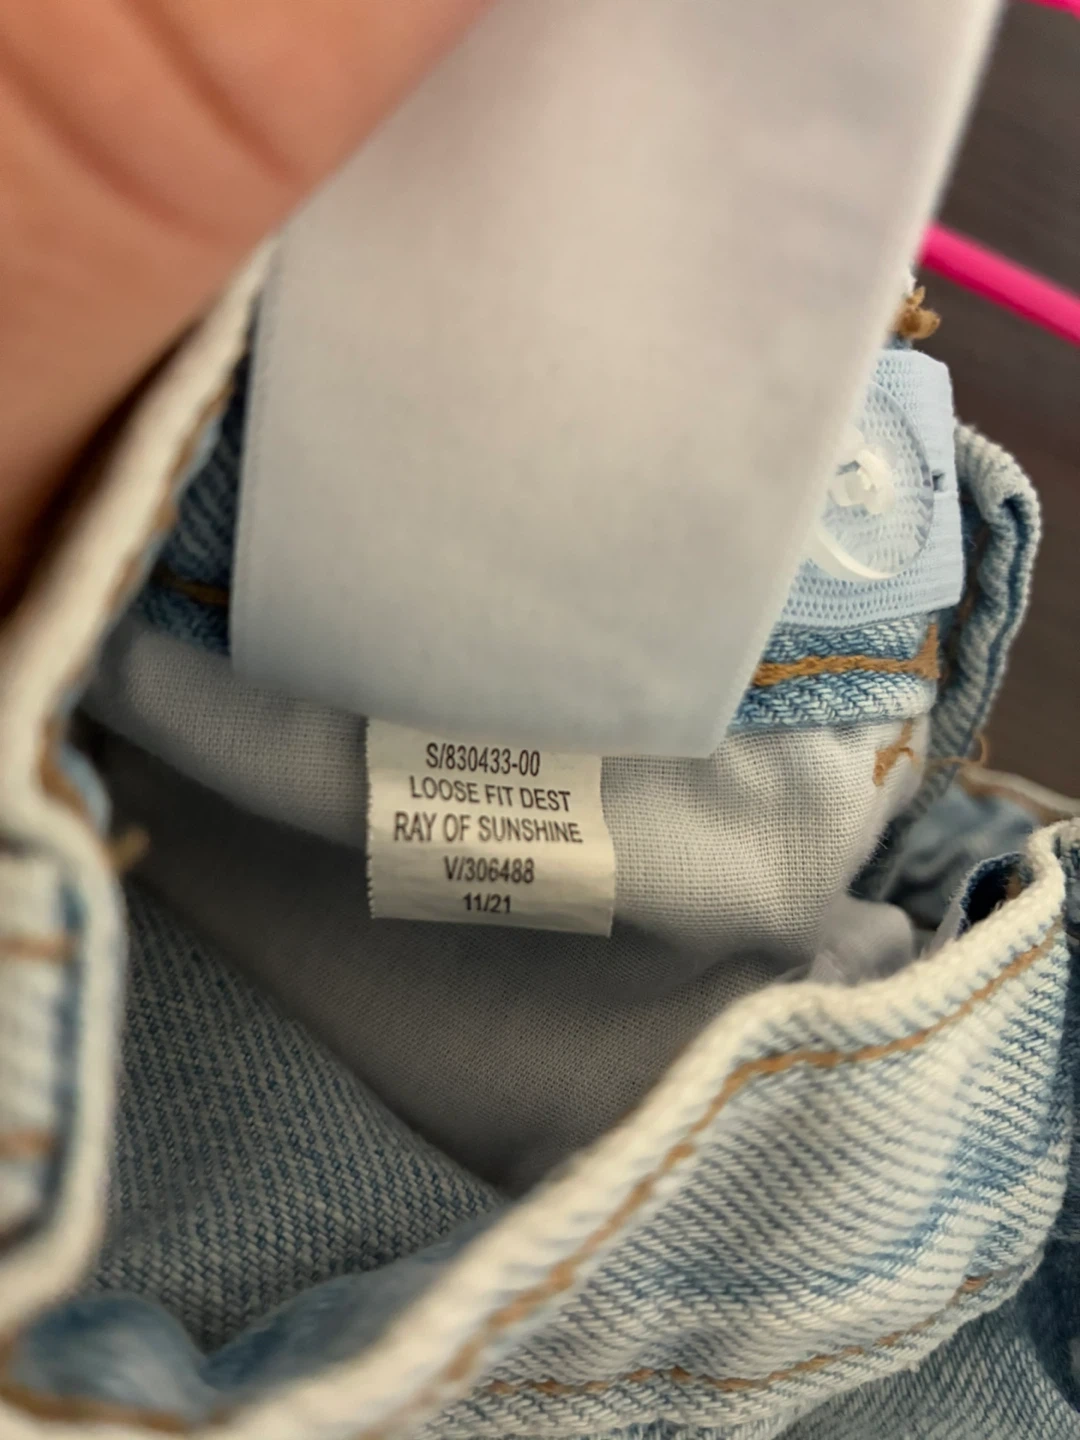 S/830433-00
LOOSE FIT DEST
RAY OF SUNSHINE
V/306488
11/21